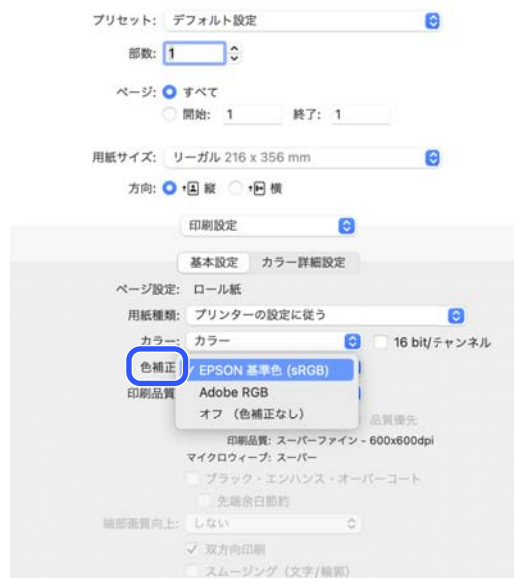 プリセット: デフォルト設定
部数: 1
ページ: すべて
開始: 1 終了: 1
用紙サイズ: リーガル 216 x 356 mm
方向: 縦 横
印刷設定
基本設定 カラー詳細設定
ページ設定: ロール紙
用紙種類: プリンターの設定に従う
カラー: カラー 16 bit/チャンネル
色補正 ✓ EPSON 基準色 (sRGB)
印刷品質 Adobe RGB
オフ （色補正なし）
品質優先
印刷品質: スーパーファイン - 600x600dpi
マイクロウィーブ: スーパー
ブラック・エンハンス・オーバーコート
先端余白節約
端部画質向上: しない
双方向印刷
スムージング（文字/輪郭）